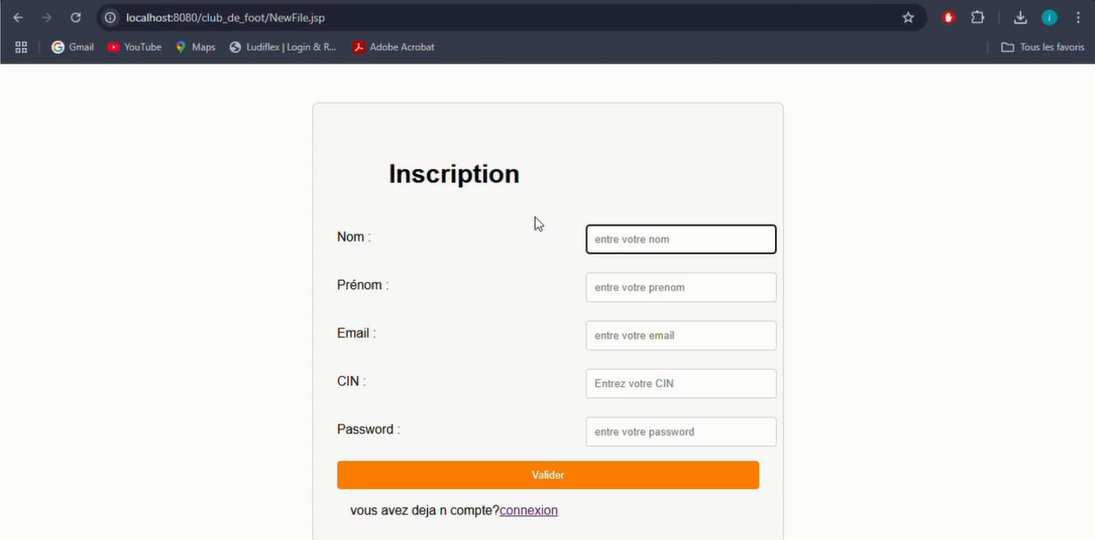 localhost:8080/club_de_foot/NewFile.jsp
i
Gmail YouTube Maps Ludiflex | Login & R... Adobe Acrobat Tous les favoris
Inscription
Nom : entre votre nom
Prénom : entre votre prenom
Email : entre votre email
CIN : Entrez votre CIN
Password : entre votre password
Valider
vous avez deja n compte?connexion